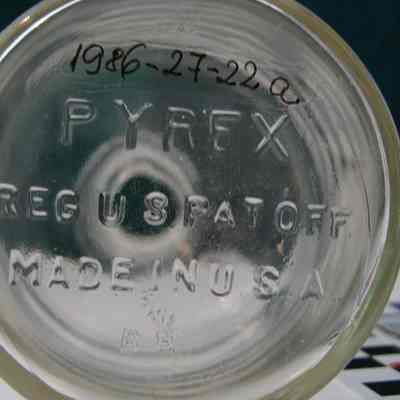 1986-27-22a
PYREX
REG U S PAT OFF
MADE IN U S A